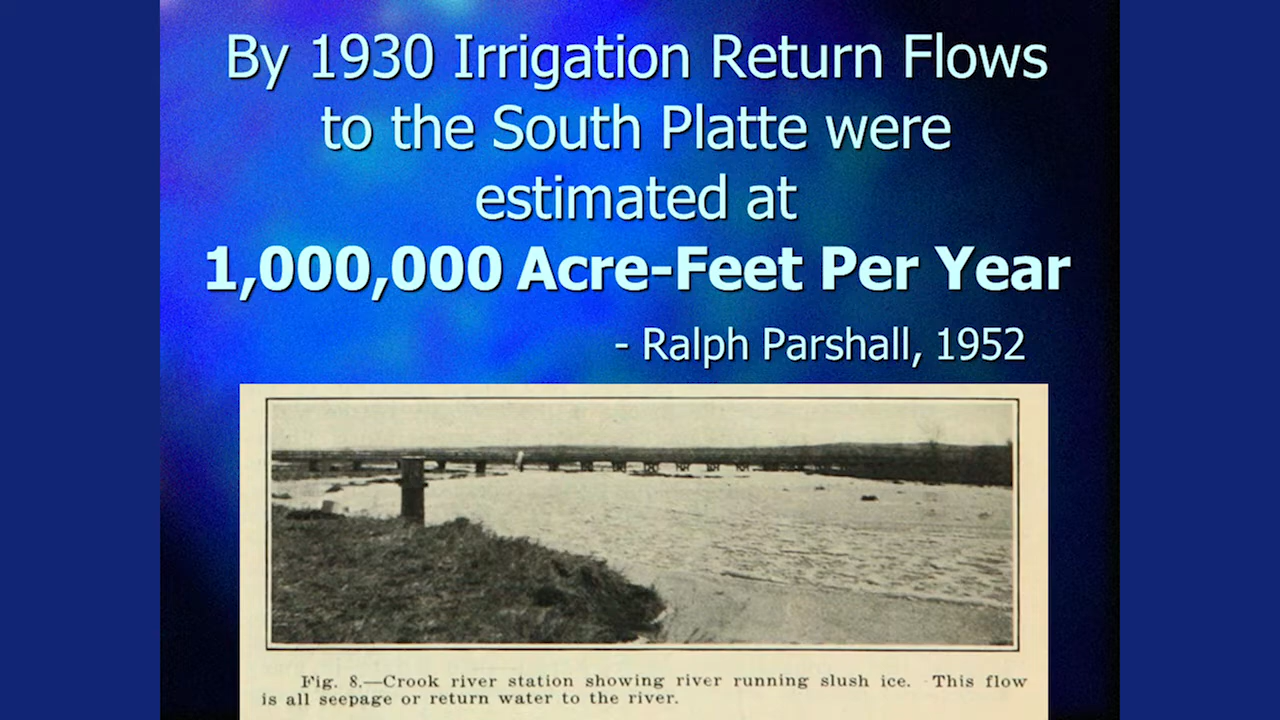 By 1930 Irrigation Return Flows
to the South Platte were
estimated at
1,000,000 Acre-Feet Per Year
- Ralph Parshall, 1952
Fig. 8.—Crook river station showing river running slush ice. This flow
is all seepage or return water to the river.